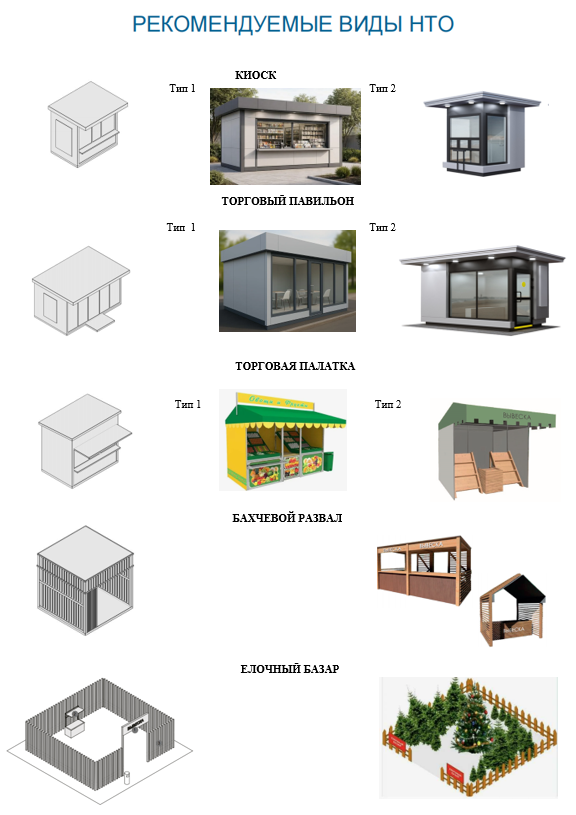 РЕКОМЕНДУЕМЫЕ ВИДЫ НТО
КИОСК
Тип 1
Тип 2
ТОРГОВЫЙ ПАВИЛЬОН
Тип 1
Тип 2
ТОРГОВАЯ ПАЛАТКА
Тип 1
Овощи и Фрукты
Тип 2
ВЫВЕСКА
БАХЧЕВОЙ РАЗВАЛ
ВЫВЕСКА
ВЫВЕСКА
ЕЛОЧНЫЙ БАЗАР